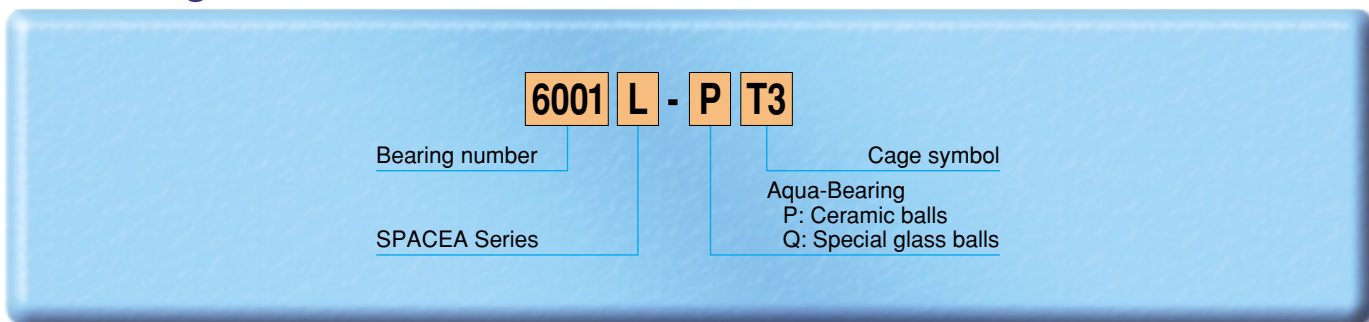 6001 L - P T3
Bearing number
Cage symbol
Aqua-Bearing
P: Ceramic balls
SPACEA Series
Q: Special glass balls